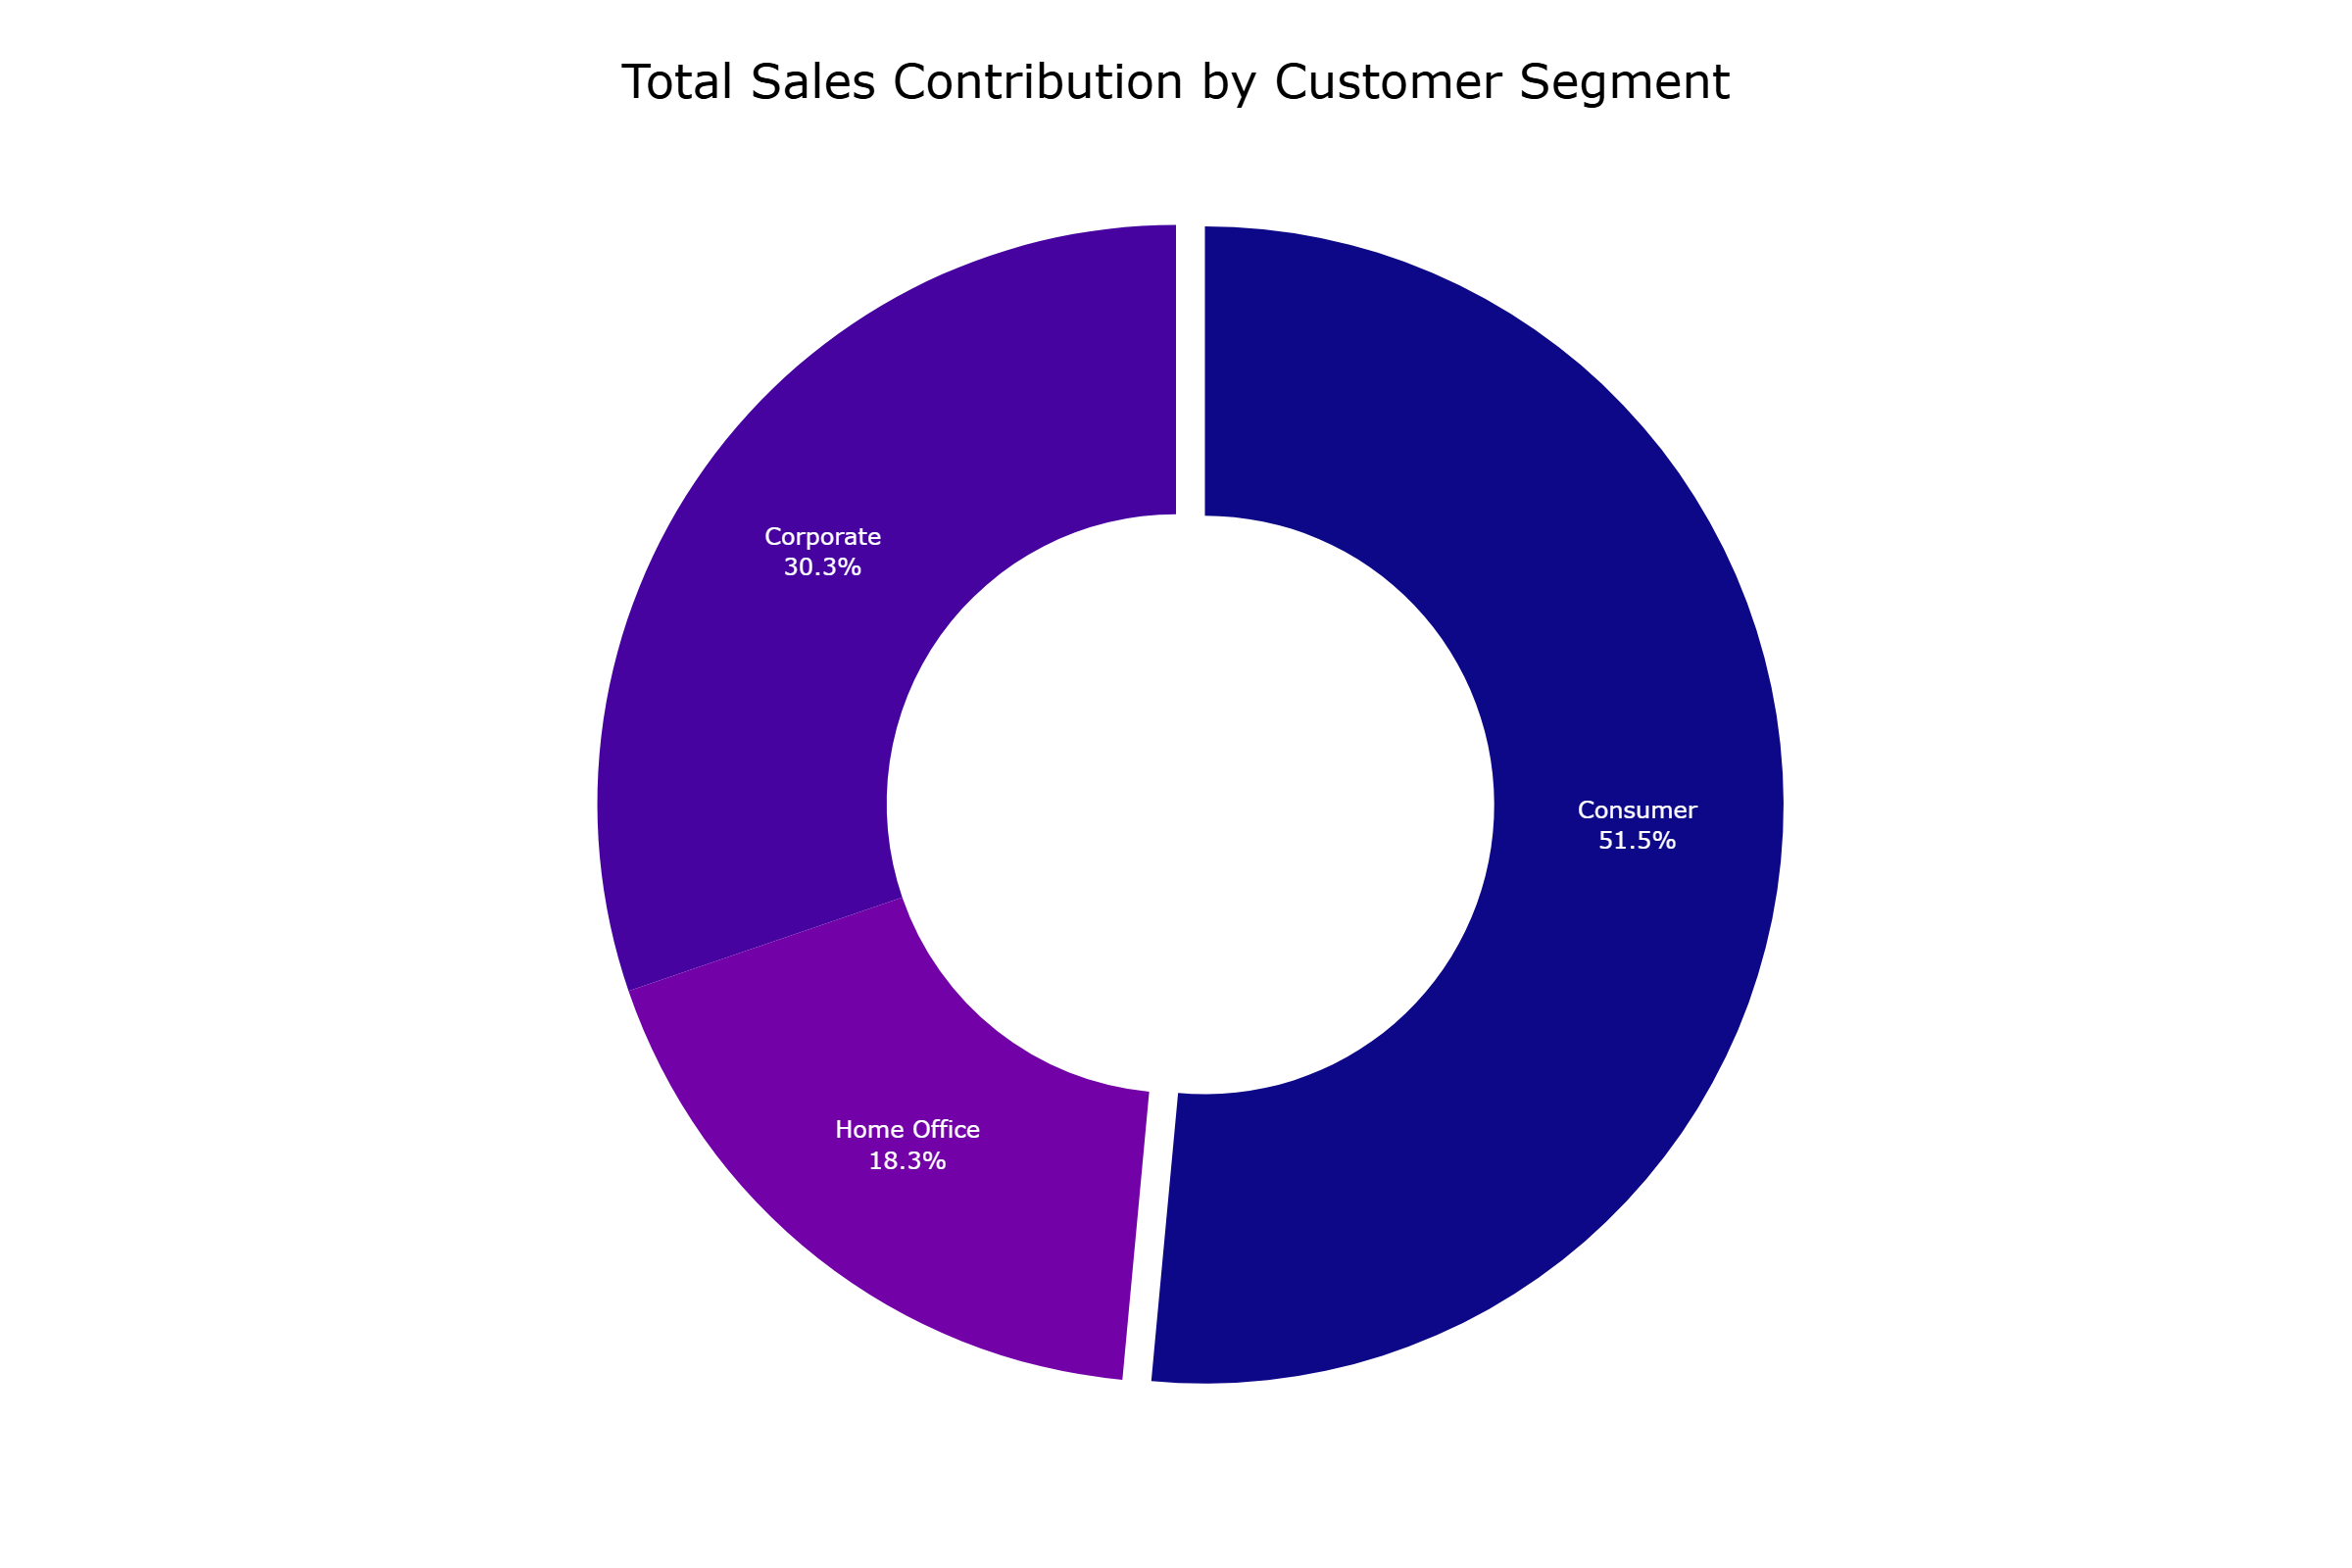 Total Sales Contribution by Customer Segment
Corporate
30.3%
Consumer
51.5%
Home Office
18.3%